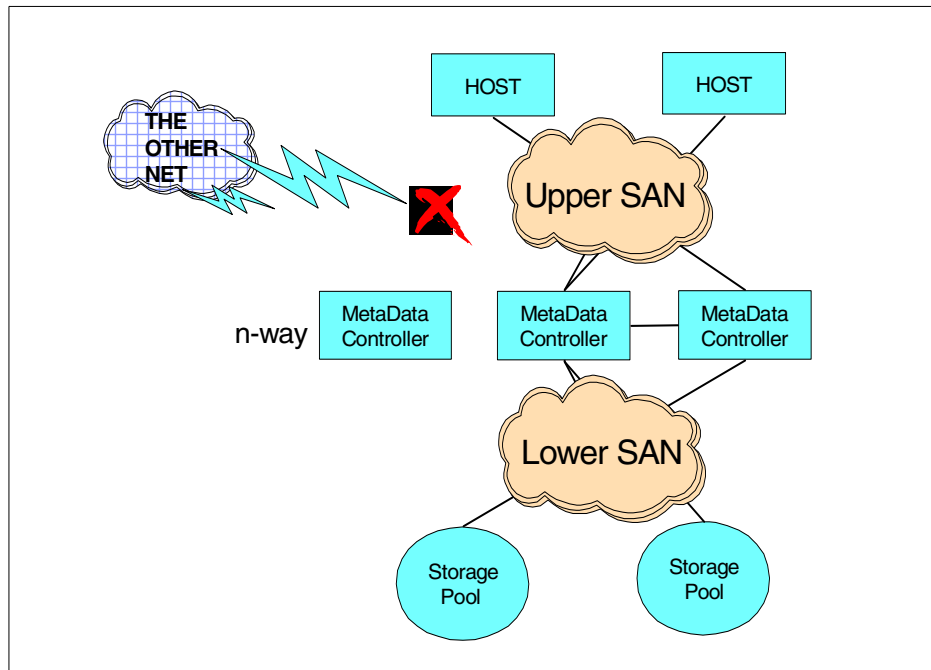 HOST
HOST
THE
OTHER
NET
Upper SAN
n-way
MetaData
Controller
MetaData
Controller
MetaData
Controller
Lower SAN
Storage
Pool
Storage
Pool